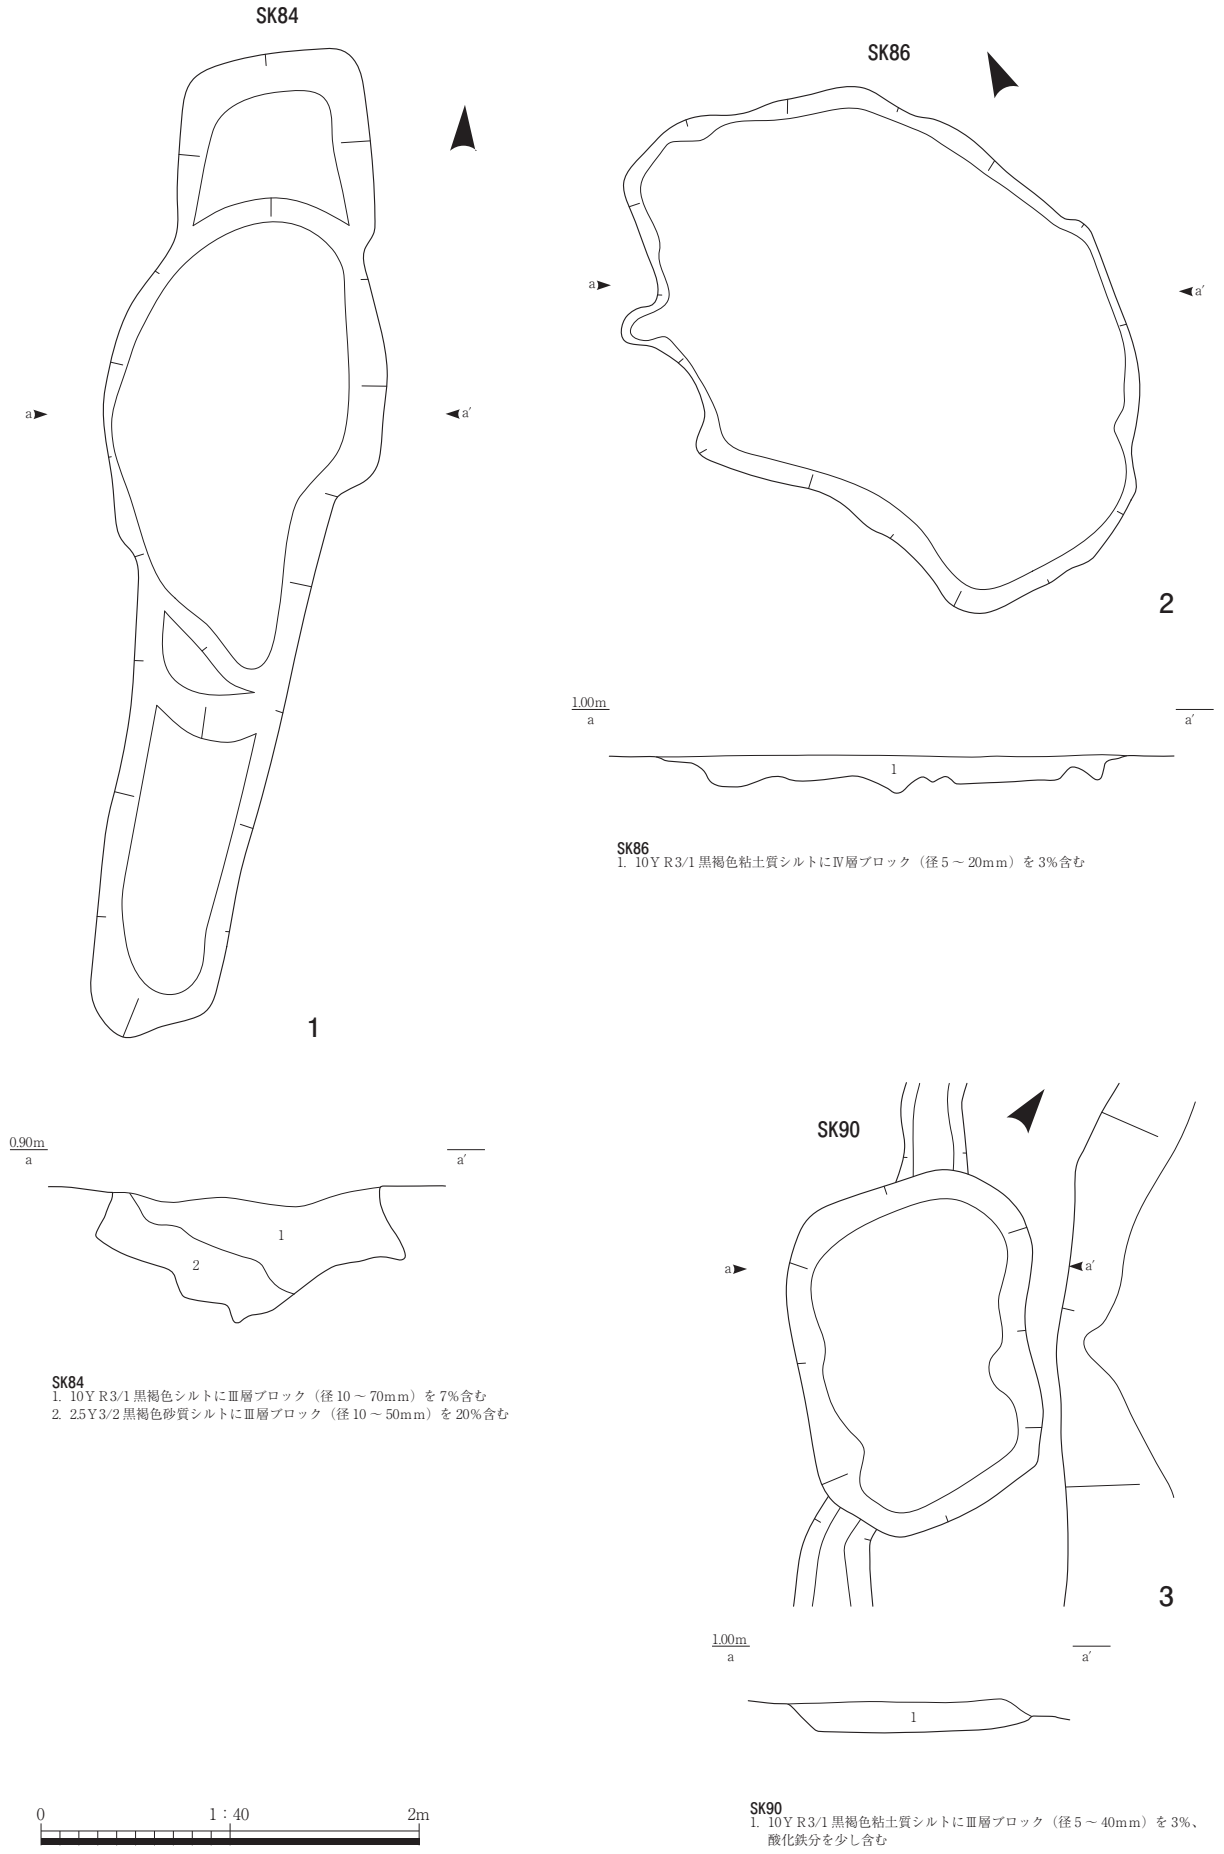 SK84
a
a′
1
0.90m
a
a′
1
2
SK84
1. 10YR3/1 黒褐色シルトにⅢ層ブロック（径 10 ～ 70mm）を 7%含む
2. 2.5Y3/2 黒褐色砂質シルトにⅢ層ブロック（径 10 ～ 50mm）を 20%含む
SK86
a
a′
2
1.00m
a
a′
1
SK86
1. 10YR3/1 黒褐色粘土質シルトにⅣ層ブロック（径 5 ～ 20mm）を 3%含む
SK90
a
a′
3
1.00m
a
a′
1
SK90
1. 10YR3/1 黒褐色粘土質シルトにⅢ層ブロック（径 5 ～ 40mm）を 3%、
酸化鉄分を少し含む
0 1：40 2m